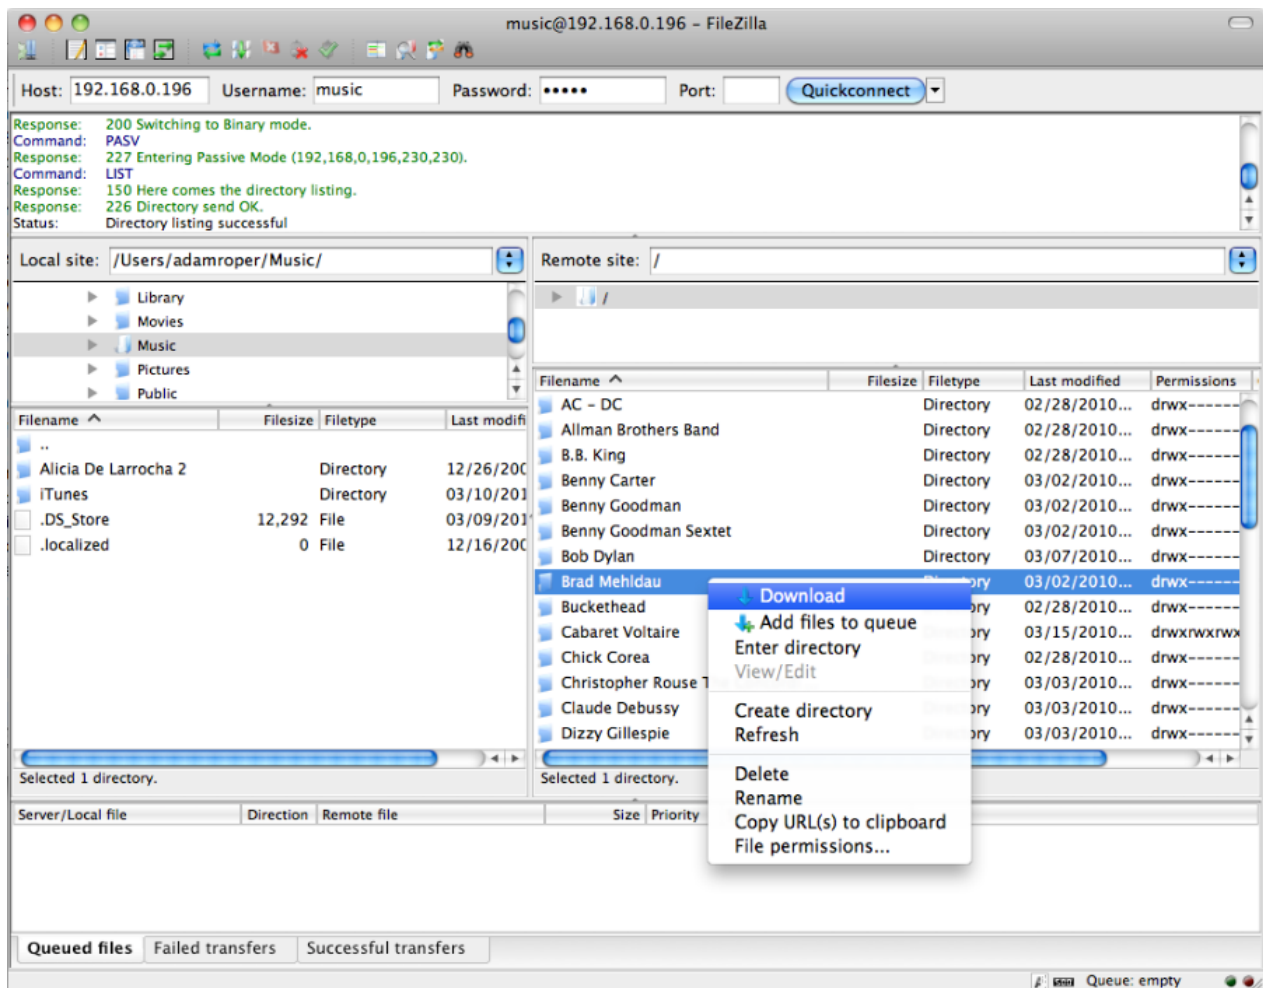 music@192.168.0.196 – FileZilla
Host: 192.168.0.196 Username: music Password: ••••• Port: Quickconnect
Response: 200 Switching to Binary mode.
Command: PASV
Response: 227 Entering Passive Mode (192,168,0,196,230,230).
Command: LIST
Response: 150 Here comes the directory listing.
Response: 226 Directory send OK.
Status: Directory listing successful
Local site: /Users/adamroper/Music/
Library
Movies
Music
Pictures
Public
Filename Filesize Filetype Last modifi
..
Alicia De Larrocha 2 Directory 12/26/200
iTunes Directory 03/10/201
.DS_Store 12,292 File 03/09/201
.localized 0 File 12/16/200
Selected 1 directory.
Remote site: /
/
Filename Filesize Filetype Last modified Permissions
AC – DC Directory 02/28/2010... drwx------
Allman Brothers Band Directory 02/28/2010... drwx------
B.B. King Directory 02/28/2010... drwx------
Benny Carter Directory 03/02/2010... drwx------
Benny Goodman Directory 03/02/2010... drwx------
Benny Goodman Sextet Directory 03/02/2010... drwx------
Bob Dylan Directory 03/07/2010... drwx------
Brad Mehldau Directory 03/02/2010... drwx------
Buckethead ory 02/28/2010... drwx------
Cabaret Voltaire ory 03/15/2010... drwxrwxrwx
Chick Corea ory 02/28/2010... drwx------
Christopher Rouse ory 03/03/2010... drwx------
Claude Debussy ory 03/03/2010... drwx------
Dizzy Gillespie ory 03/03/2010... drwx------
Selected 1 directory.
Download
Add files to queue
Enter directory
View/Edit
Create directory
Refresh
Delete
Rename
Copy URL(s) to clipboard
File permissions...
Server/Local file Direction Remote file Size Priority
Queued files Failed transfers Successful transfers
Queue: empty